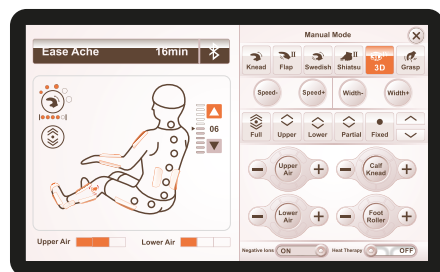 Ease Ache 16min
06
Upper Air
Lower Air
Manual Mode
Knead
Flap
Swedish
Shiatsu
3D
Grasp
Speed-
Speed+
Width-
Width+
Full
Upper
Lower
Partial
Fixed
Upper
Air
Calf
Knead
Lower
Air
Foot
Roller
Negative Ions ON
Heat Therapy OFF